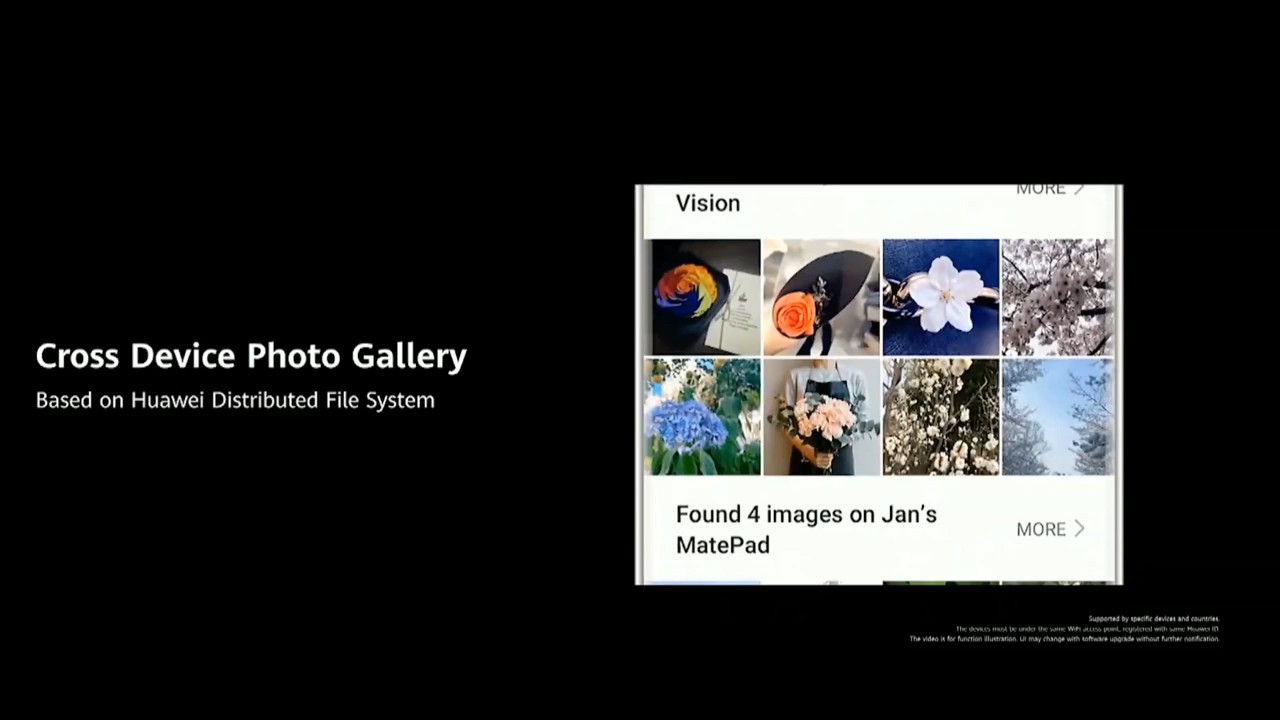 Cross Device Photo Gallery
Based on Huawei Distributed File System
MORE
Vision
Found 4 images on Jan’s
MatePad
MORE
Supported by specific devices and countries.
The devices must be under the same WiFi access point, registered with same Huawei ID.
The video is for function illustration. UI may change with software upgrade without further notification.